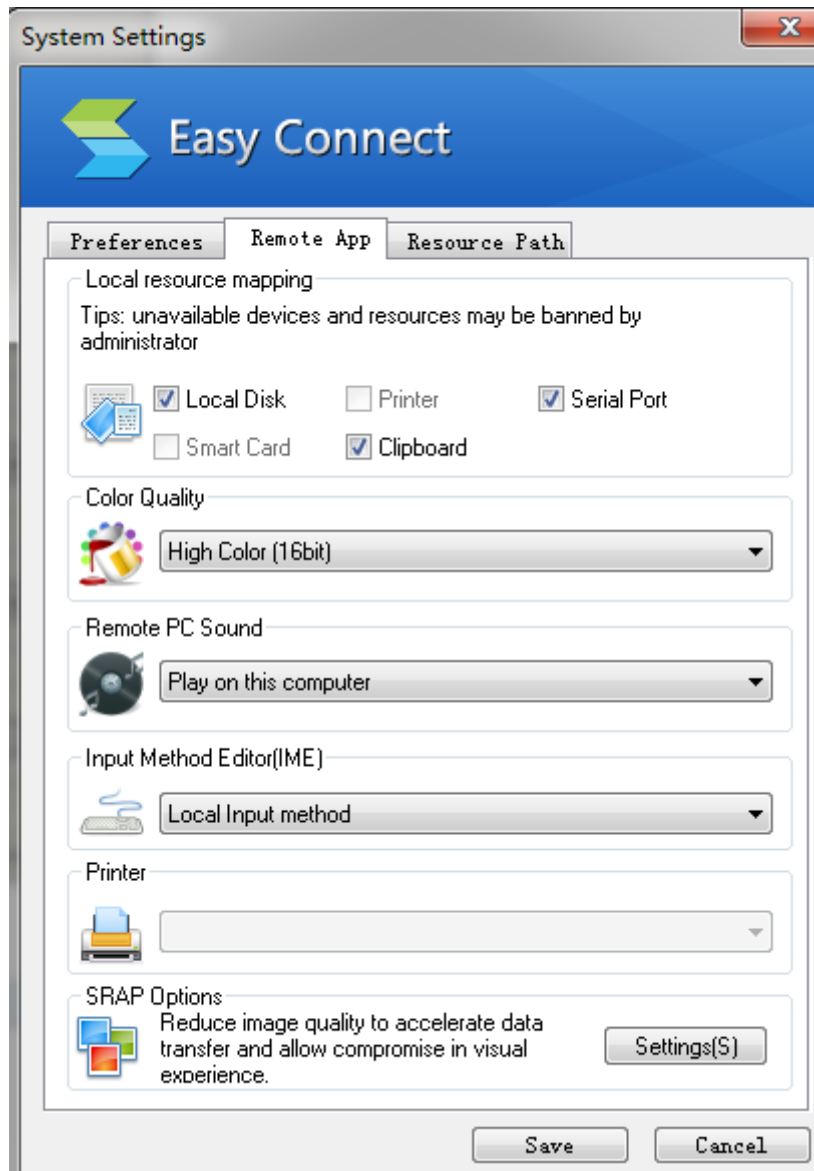 System Settings
Easy Connect
Preferences Remote App Resource Path
Local resource mapping
Tips: unavailable devices and resources may be banned by
administrator
Local Disk Printer Serial Port
Smart Card Clipboard
Color Quality
High Color (16bit)
Remote PC Sound
Play on this computer
Input Method Editor(IME)
Local Input method
Printer
SRAP Options
Reduce image quality to accelerate data
transfer and allow compromise in visual
experience.
Settings(S)
Save Cancel